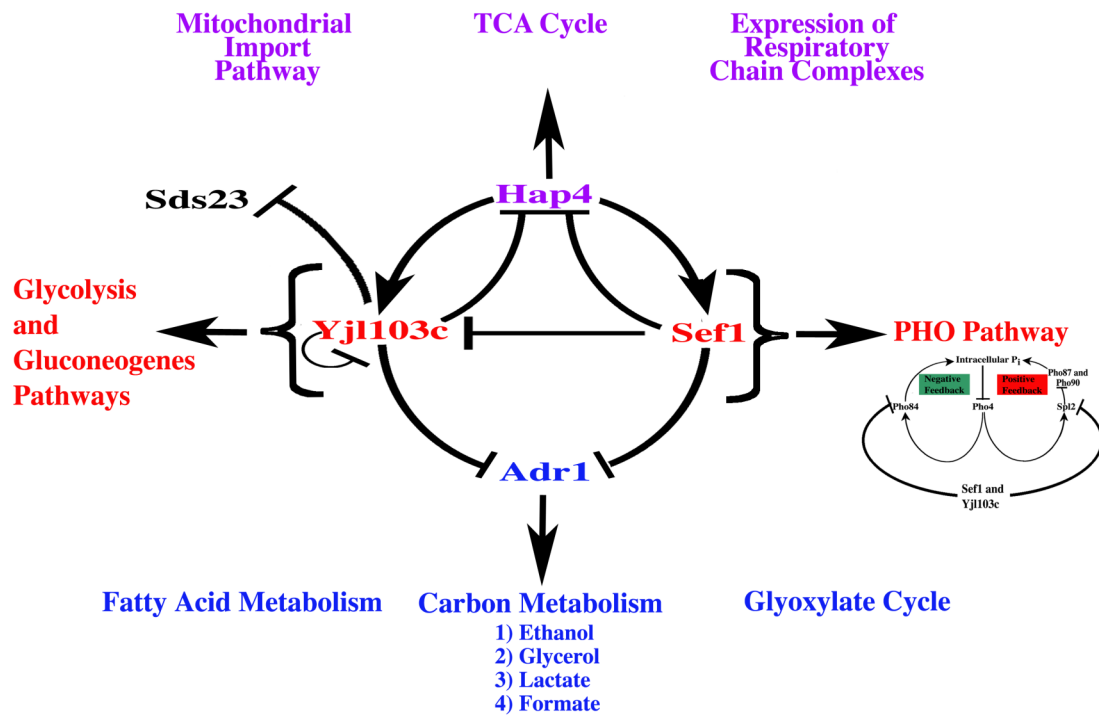 Mitochondrial
Import
Pathway
TCA Cycle
Expression of
Respiratory
Chain Complexes
Sds23
Hap4
Glycolysis
and
Gluconeogenes
Pathways
Yjl103c
Sef1
PHO Pathway
Intracellular Pi
Negative
Feedback
Positive
Feedback
Pho87 and
Pho90
Pho84
Pho4
Spl2
Sef1 and
Yjl103c
Adr1
Fatty Acid Metabolism
Carbon Metabolism
Glyoxylate Cycle
1) Ethanol
2) Glycerol
3) Lactate
4) Formate